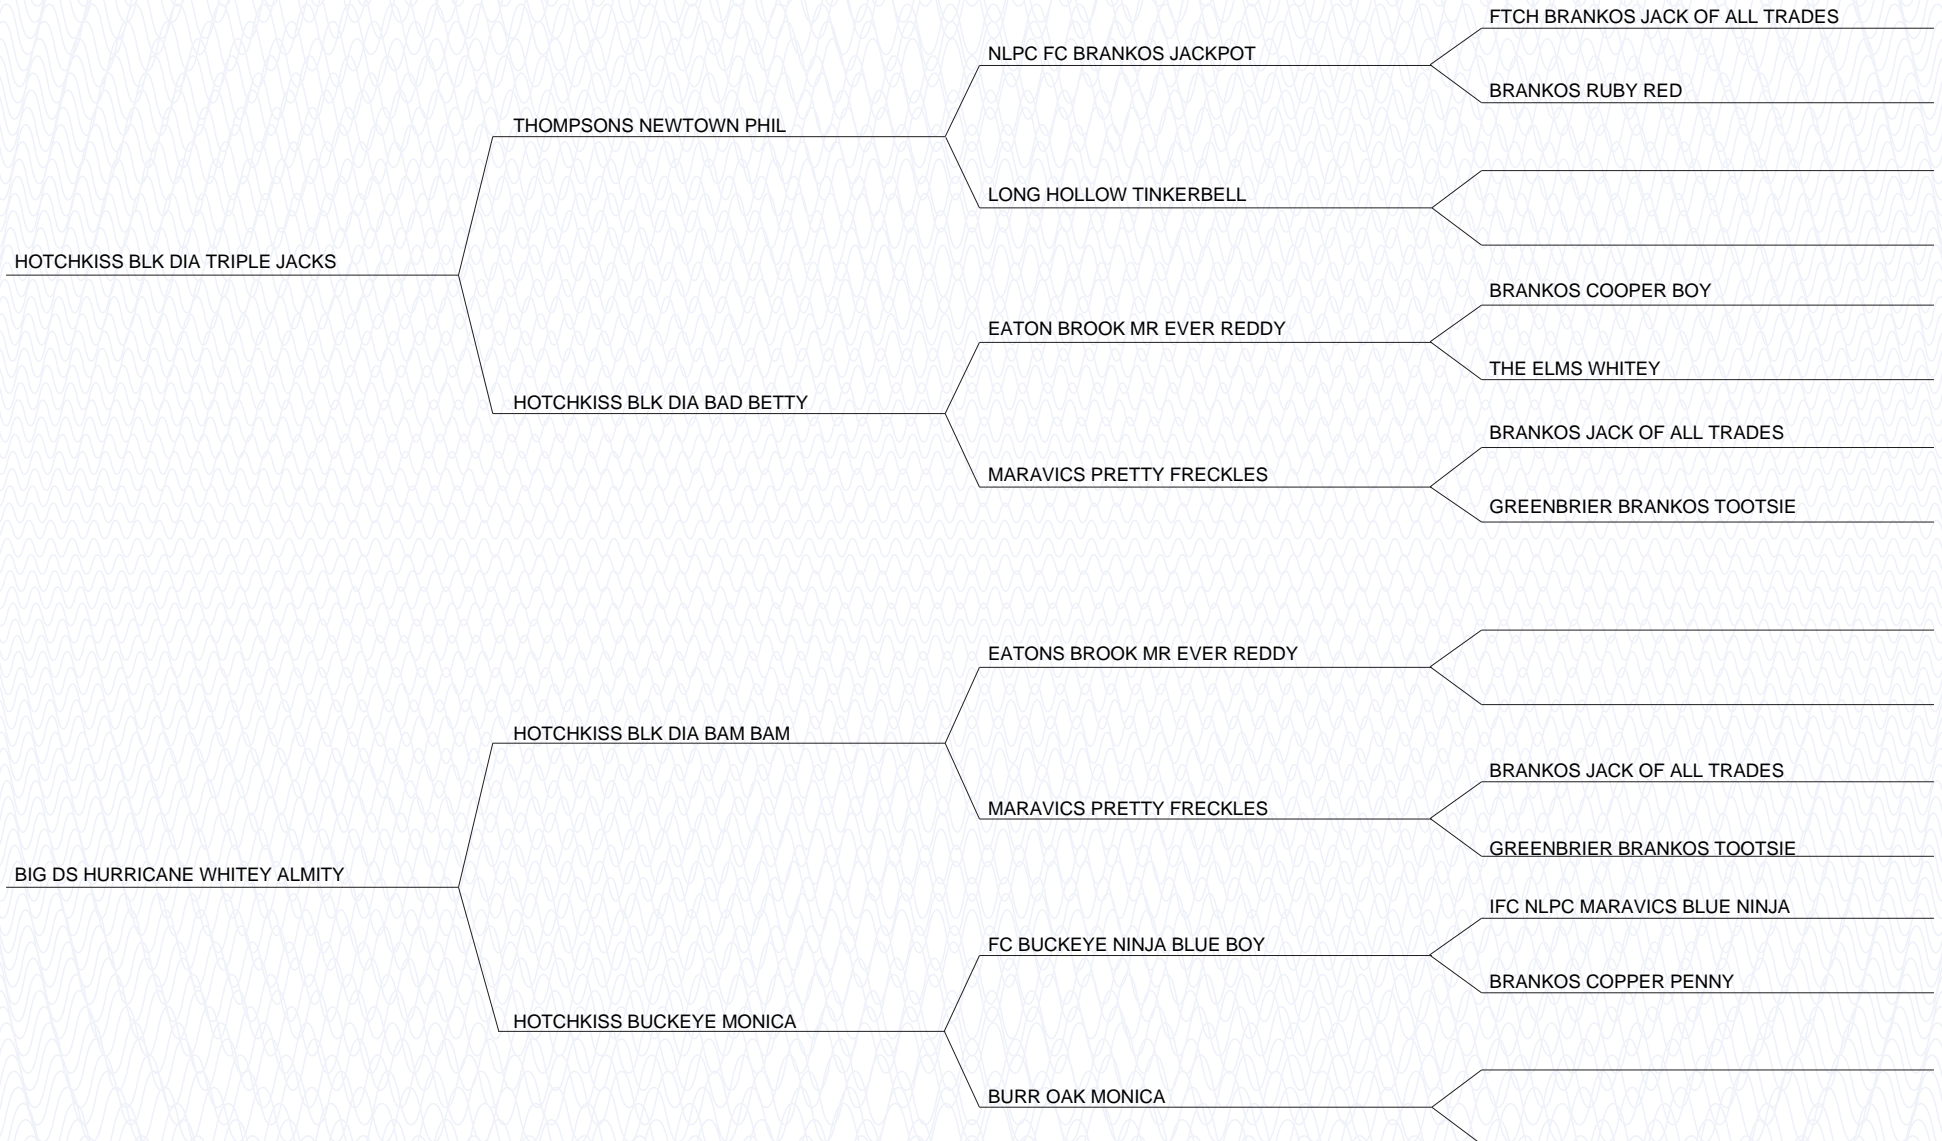 FTCH BRANKOS JACK OF ALL TRADES
NLPC FC BRANKOS JACKPOT
BRANKOS RUBY RED
THOMPSONS NEWTOWN PHIL
LONG HOLLOW TINKERBELL
HOTCHKISS BLK DIA TRIPLE JACKS
BRANKOS COOPER BOY
EATON BROOK MR EVER REDDY
THE ELMS WHITEY
HOTCHKISS BLK DIA BAD BETTY
BRANKOS JACK OF ALL TRADES
MARAVICS PRETTY FRECKLES
GREENBRIER BRANKOS TOOTSIE
EATONS BROOK MR EVER REDDY
HOTCHKISS BLK DIA BAM BAM
BRANKOS JACK OF ALL TRADES
MARAVICS PRETTY FRECKLES
GREENBRIER BRANKOS TOOTSIE
BIG DS HURRICANE WHITEY ALMITY
IFC NLPC MARAVICS BLUE NINJA
FC BUCKEYE NINJA BLUE BOY
BRANKOS COPPER PENNY
HOTCHKISS BUCKEYE MONICA
BURR OAK MONICA